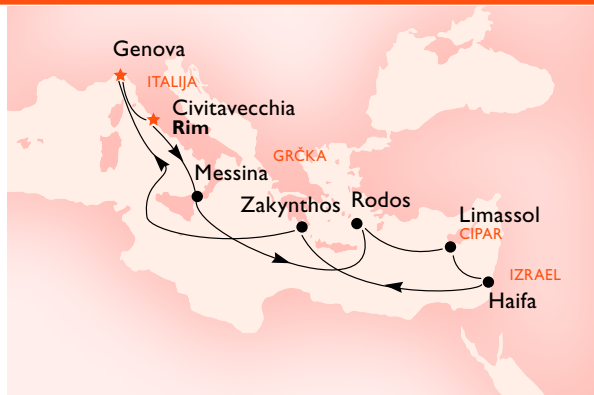 Genova
ITALIJA
Civitavecchia
Rim
GRČKA
Messina
Zakynthos
Rodos
Limassol
CIPAR
IZRAEL
Haifa